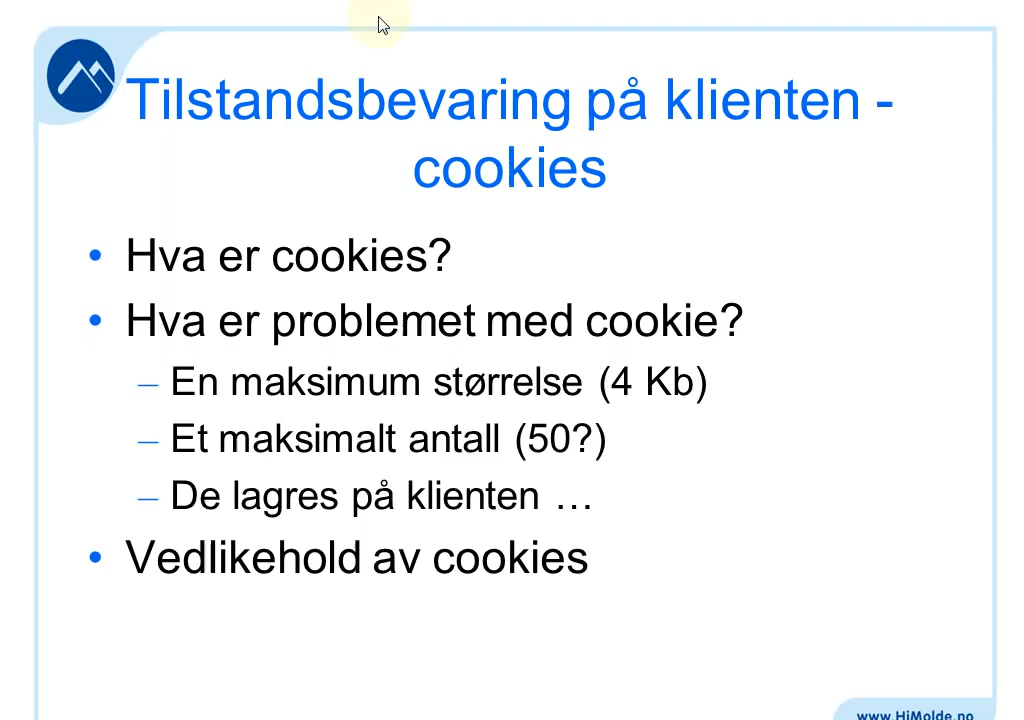 Tilstandsbevaring på klienten -
cookies
• Hva er cookies?
• Hva er problemet med cookie?
– En maksimum størrelse (4 Kb)
– Et maksimalt antall (50?)
– De lagres på klienten …
• Vedlikehold av cookies
www.HiMolde.no